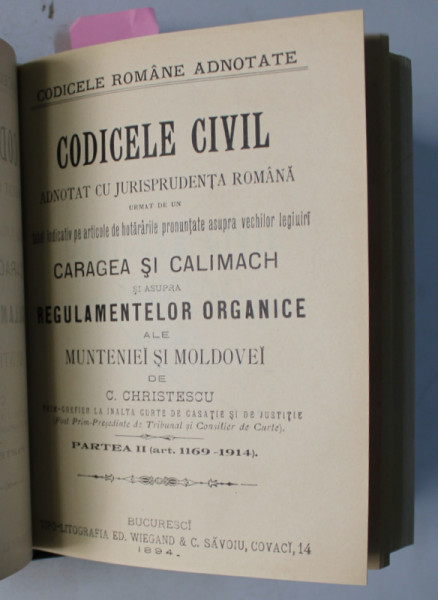 CODICELE ROMÂNE ADNOTATE
CODICELE CIVIL
ADNOTAT CU JURISPRUDENȚA ROMÂNĂ
URMAT DE UN
indicativ pe articole de hotărârile pronunțate asupra vechilor legiuirĭ
CARAGEA ȘI CALIMACH
ȘI ASUPRA
REGULAMENTELOR ORGANICE
ALE
MUNTENIEĬ ȘI MOLDOVEĬ
DE
C. CHRISTESCU
PRIM-GREFIER LA INALTA CURTE DE CASAȚIE ȘI DE JUSTIȚIE
(Fost Prim-Președinte de Tribunal și Consilier de Curte).
PARTEA II (art. 1169-1914).
BUCURESCĬ
TIPO-LITOGRAFIA ED. WIEGAND & C. SĂVOIU, COVACĬ, 14
1894.